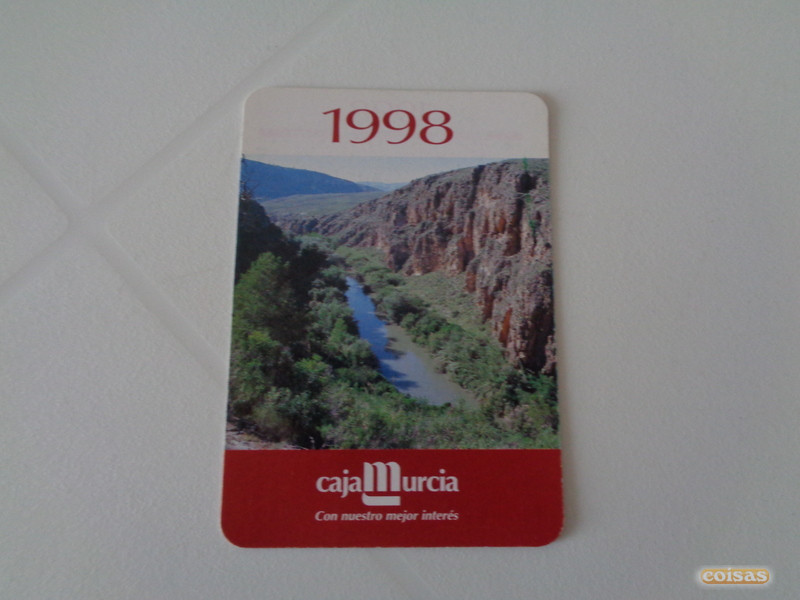 1998
cajaMurcia
Con nuestro mejor interés
coisas